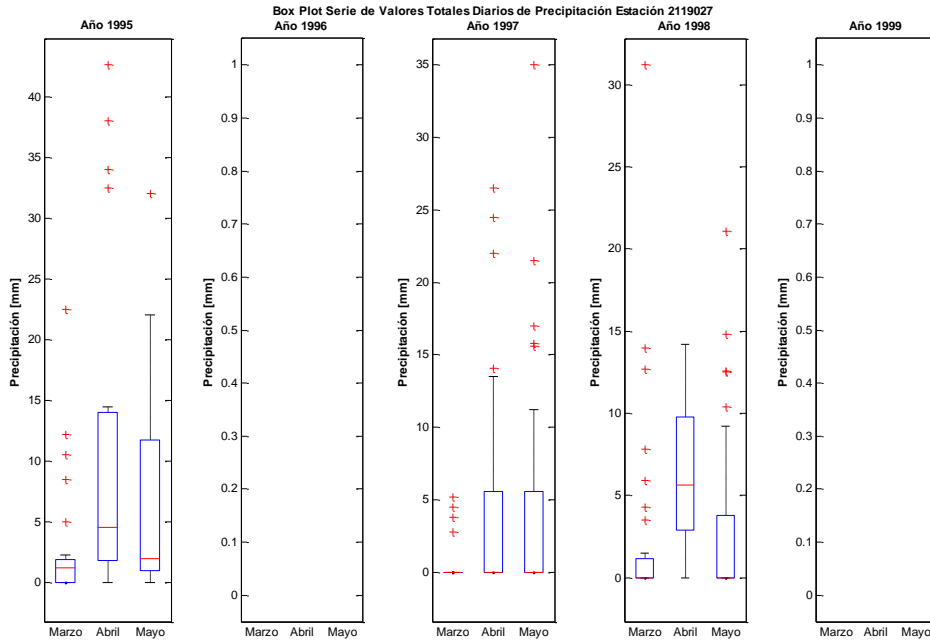 Box Plot Serie de Valores Totales Diarios de Precipitación Estación 2119027
Año 1995
Año 1996
Año 1997
Año 1998
Año 1999
Precipitación [mm]
40
35
30
25
20
15
10
5
0
Marzo Abril Mayo
Precipitación [mm]
1
0.9
0.8
0.7
0.6
0.5
0.4
0.3
0.2
0.1
0
Marzo Abril Mayo
Precipitación [mm]
35
30
25
20
15
10
5
0
Marzo Abril Mayo
Precipitación [mm]
30
25
20
15
10
5
0
Marzo Abril Mayo
Precipitación [mm]
1
0.9
0.8
0.7
0.6
0.5
0.4
0.3
0.2
0.1
0
Marzo Abril Mayo